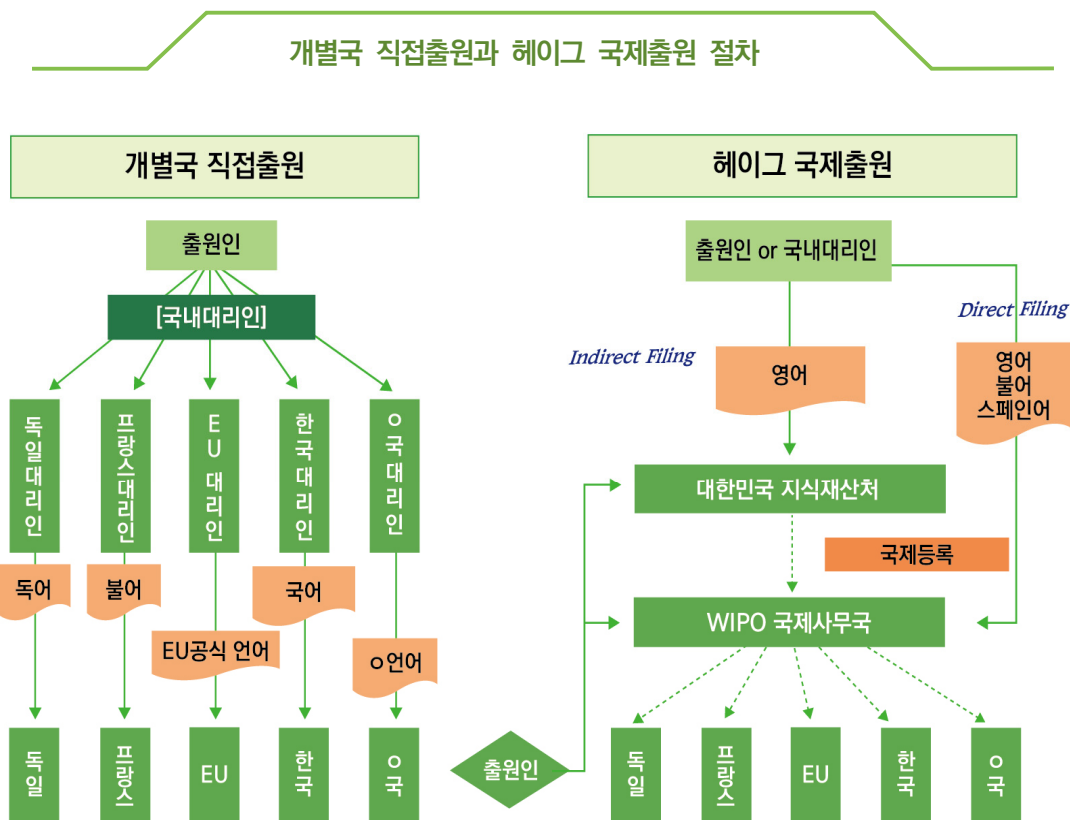 개별국 직접출원과 헤이그 국제출원 절차
개별국 직접출원
출원인
[국내대리인]
독일대리인
프랑스대리인
EU 대리인
한국대리인
ㅇ국대리인
독어
불어
EU공식 언어
국어
ㅇ언어
독일
프랑스
EU
한국
ㅇ국
헤이그 국제출원
출원인 or 국내대리인
Indirect Filing
Direct Filing
영어
영어
불어
스페인어
대한민국 지식재산처
국제등록
WIPO 국제사무국
출원인
독일
프랑스
EU
한국
ㅇ국